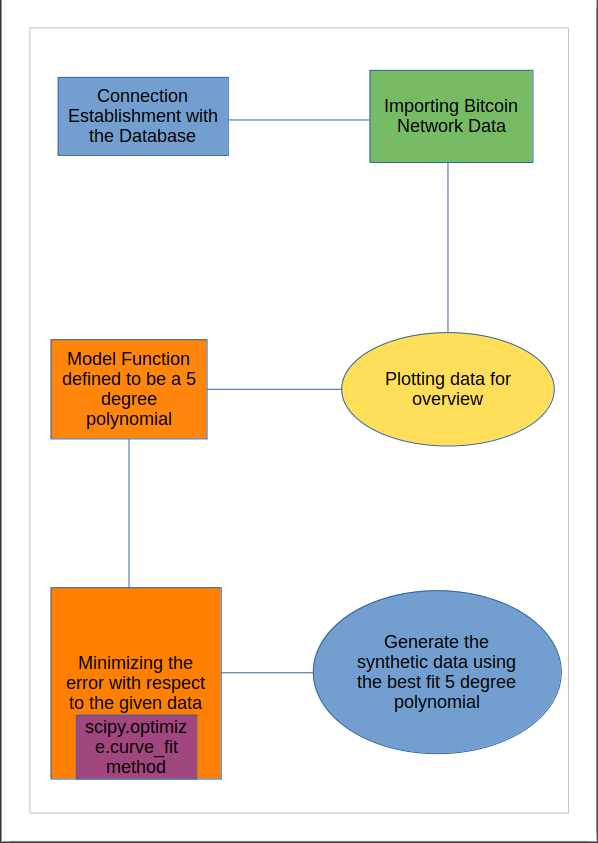 Connection
Establishment with
the Database
Importing Bitcoin
Network Data
Model Function
defined to be a 5
degree
polynomial
Plotting data for
overview
Minimizing the
error with respect
to the given data
scipy.optimiz
e.curve_fit
method
Generate the
synthetic data using
the best fit 5 degree
polynomial